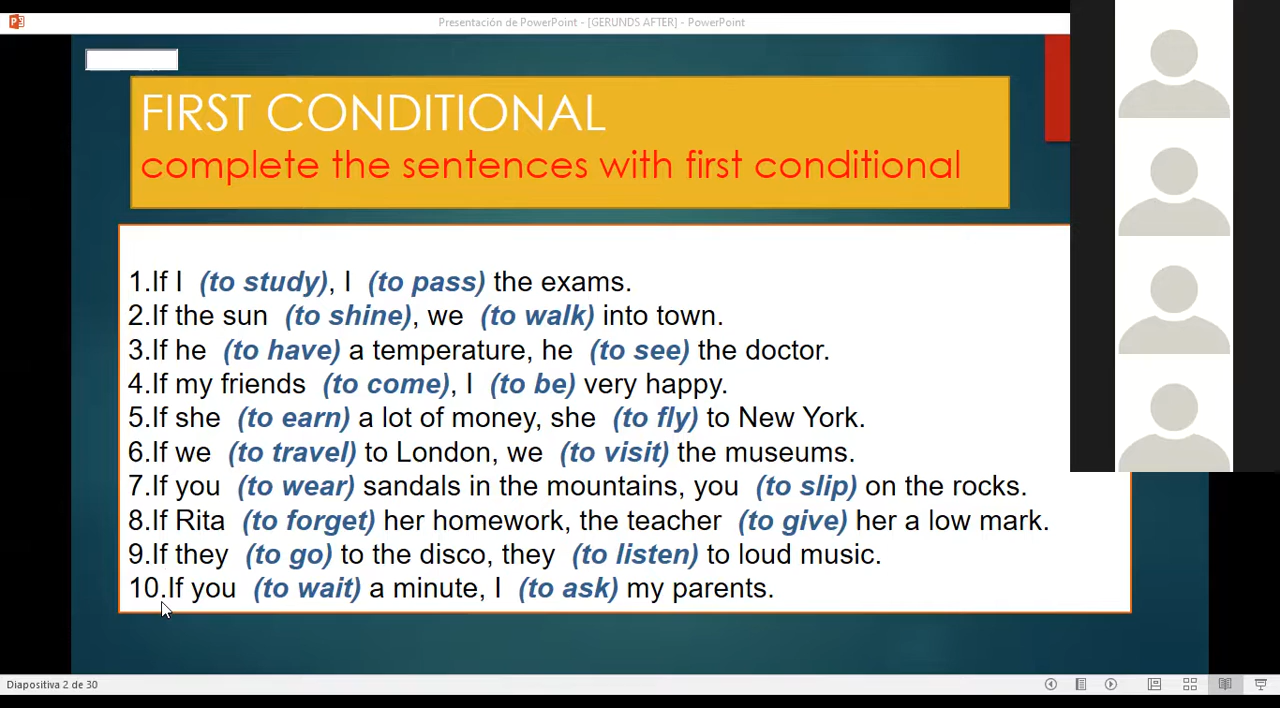 Presentación de PowerPoint - [GERUNDS AFTER] - PowerPoint
FIRST CONDITIONAL
complete the sentences with first conditional
1.If I (to study), I (to pass) the exams.
2.If the sun (to shine), we (to walk) into town.
3.If he (to have) a temperature, he (to see) the doctor.
4.If my friends (to come), I (to be) very happy.
5.If she (to earn) a lot of money, she (to fly) to New York.
6.If we (to travel) to London, we (to visit) the museums.
7.If you (to wear) sandals in the mountains, you (to slip) on the rocks.
8.If Rita (to forget) her homework, the teacher (to give) her a low mark.
9.If they (to go) to the disco, they (to listen) to loud music.
10.If you (to wait) a minute, I (to ask) my parents.
Diapositiva 2 de 30